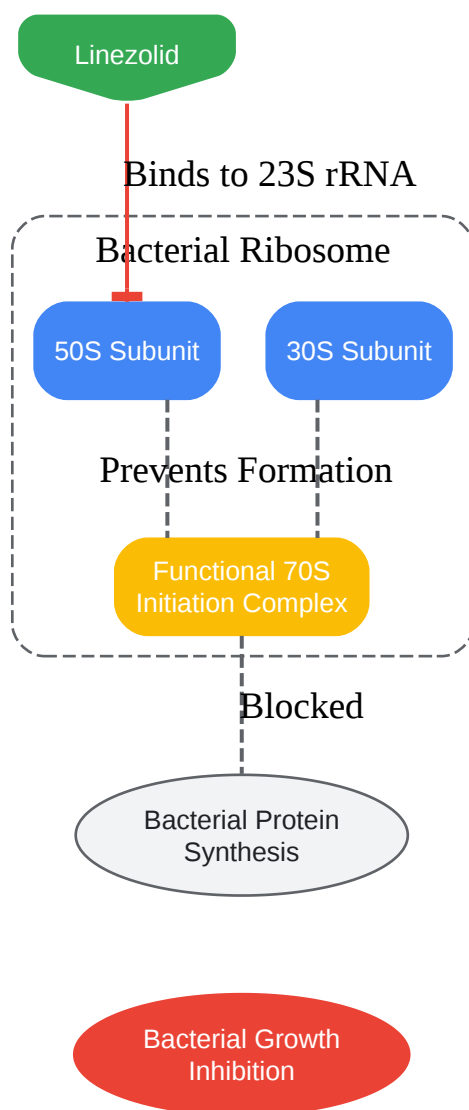 Linezolid
Binds to 23S rRNA
Bacterial Ribosome
50S Subunit
30S Subunit
Prevents Formation
Functional 70S
Initiation Complex
Blocked
Bacterial Protein
Synthesis
Bacterial Growth
Inhibition